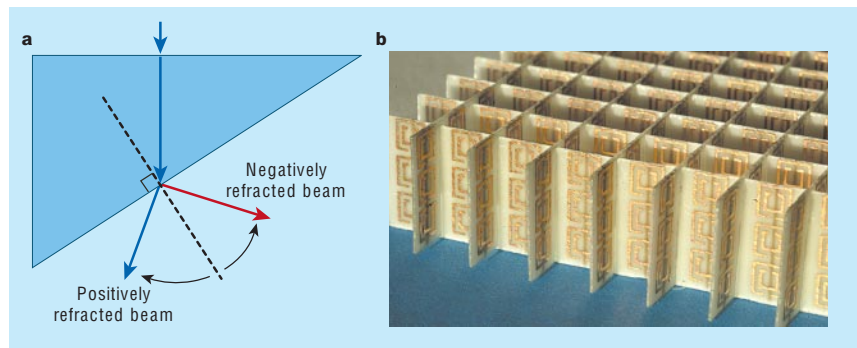 a
Negatively
refracted beam
Positively
refracted beam
b